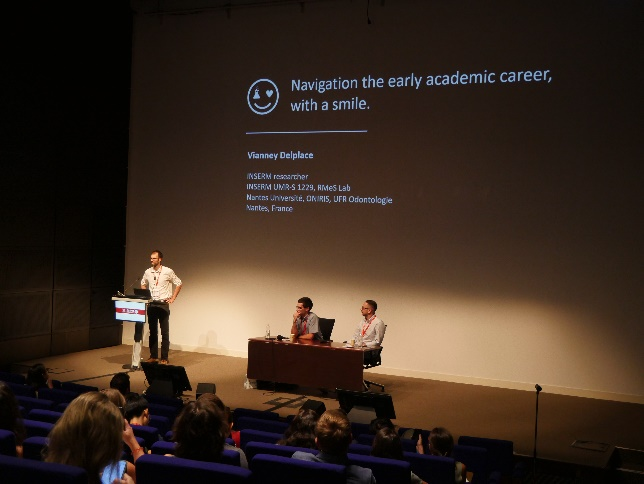 Navigation the early academic career,
with a smile.
Vianney Delplace
INSERM researcher
INSERM UMR-S 1229, RMeS Lab
Nantes Université, ONIRIS, UFR Odontologie
Nantes, France